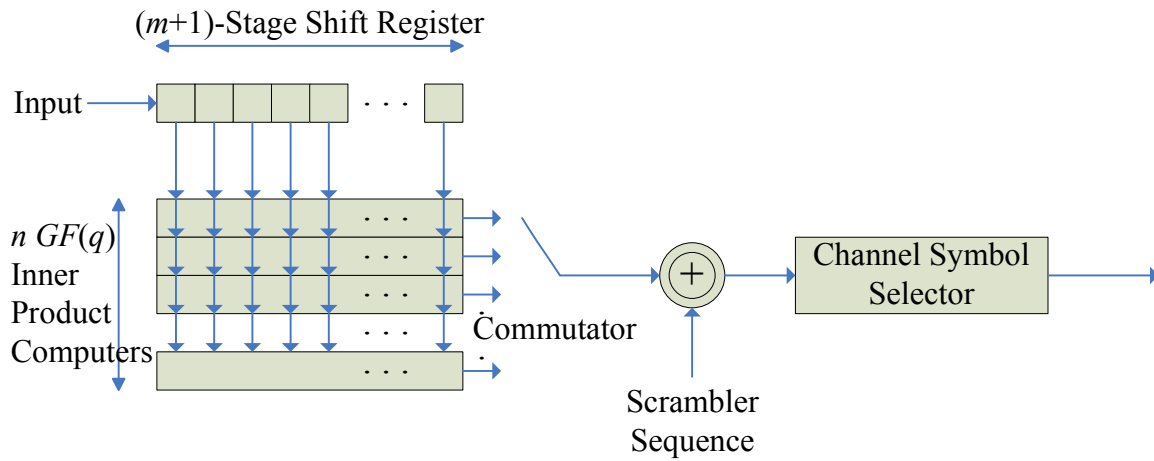 (m+1)-Stage Shift Register
Input
. . .
n GF(q)
Inner
Product
Computers
. . .
. . .
. . .
. . .
. . .
Commutator
+
Channel Symbol
Selector
Scrambler
Sequence